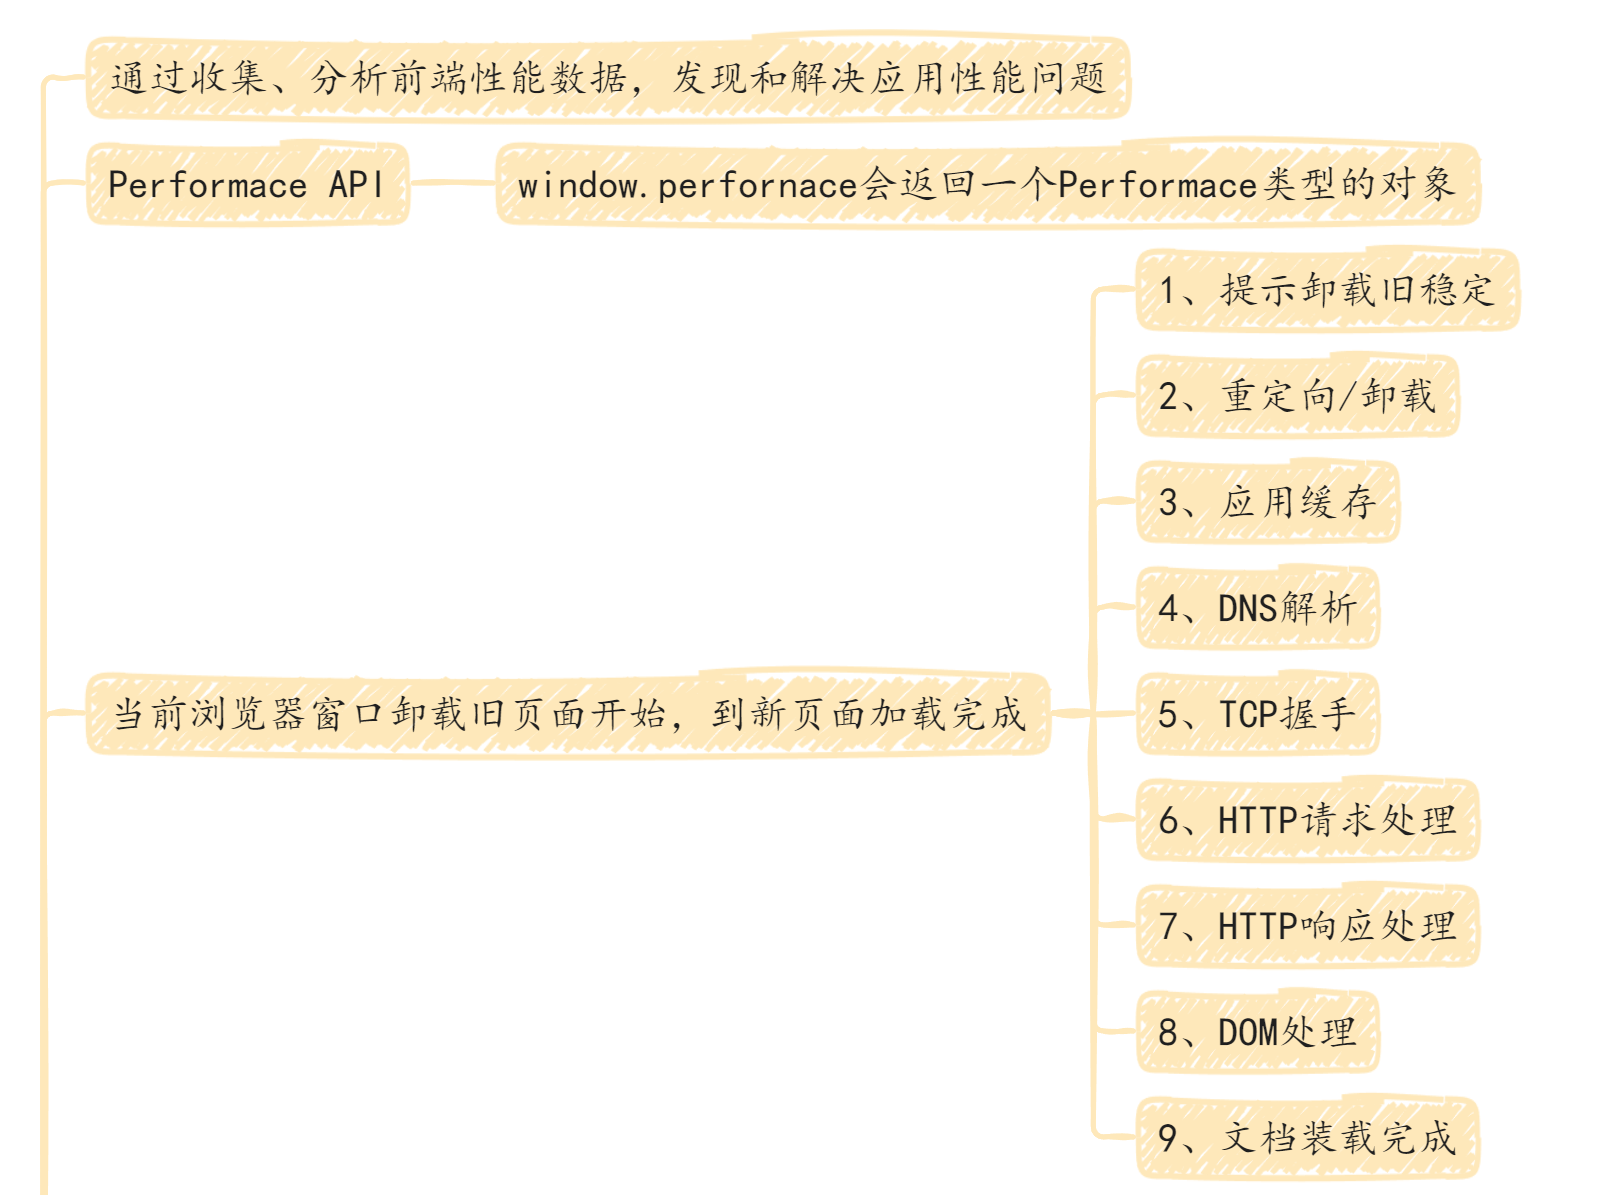 通过收集、分析前端性能数据，发现和解决应用性能问题
Performace API
window.perfornace会返回一个Performace类型的对象
当前浏览器窗口卸载旧页面开始，到新页面加载完成
1、提示卸载旧稳定
2、重定向/卸载
3、应用缓存
4、DNS解析
5、TCP握手
6、HTTP请求处理
7、HTTP响应处理
8、DOM处理
9、文档装载完成